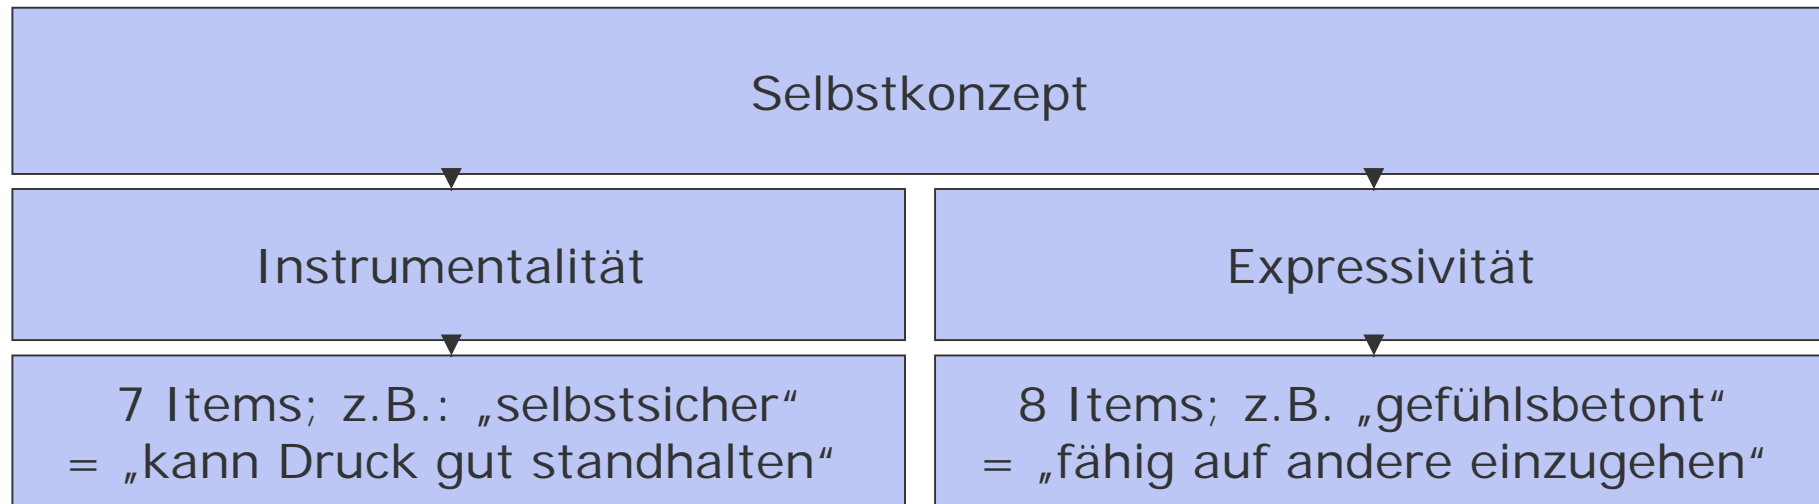 Selbstkonzept
Instrumentalität
Expressivität
7 Items; z.B.: „selbstsicher“
= „kann Druck gut standhalten“
8 Items; z.B. „gefühlsbetont“
= „fähig auf andere einzugehen“